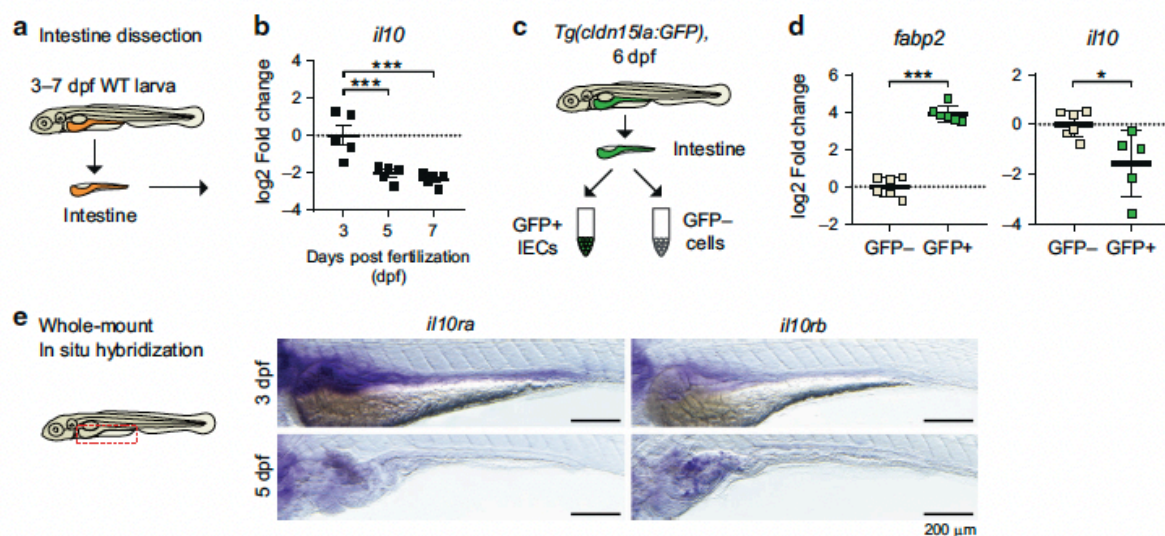 a Intestine dissection
3–7 dpf WT larva
Intestine
b il10
log2 Fold change
4
2
0
−2
−4
***
***
3 5 7
Days post fertilization
(dpf)
c Tg(cldn15la:GFP),
6 dpf
Intestine
GFP+
IECs
GFP–
cells
d fabp2
log2 Fold change
6
4
2
0
−2
***
GFP– GFP+
il10
2
0
−2
−4
*
GFP– GFP+
e Whole-mount
In situ hybridization
il10ra il10rb
3 dpf
5 dpf
200 μm